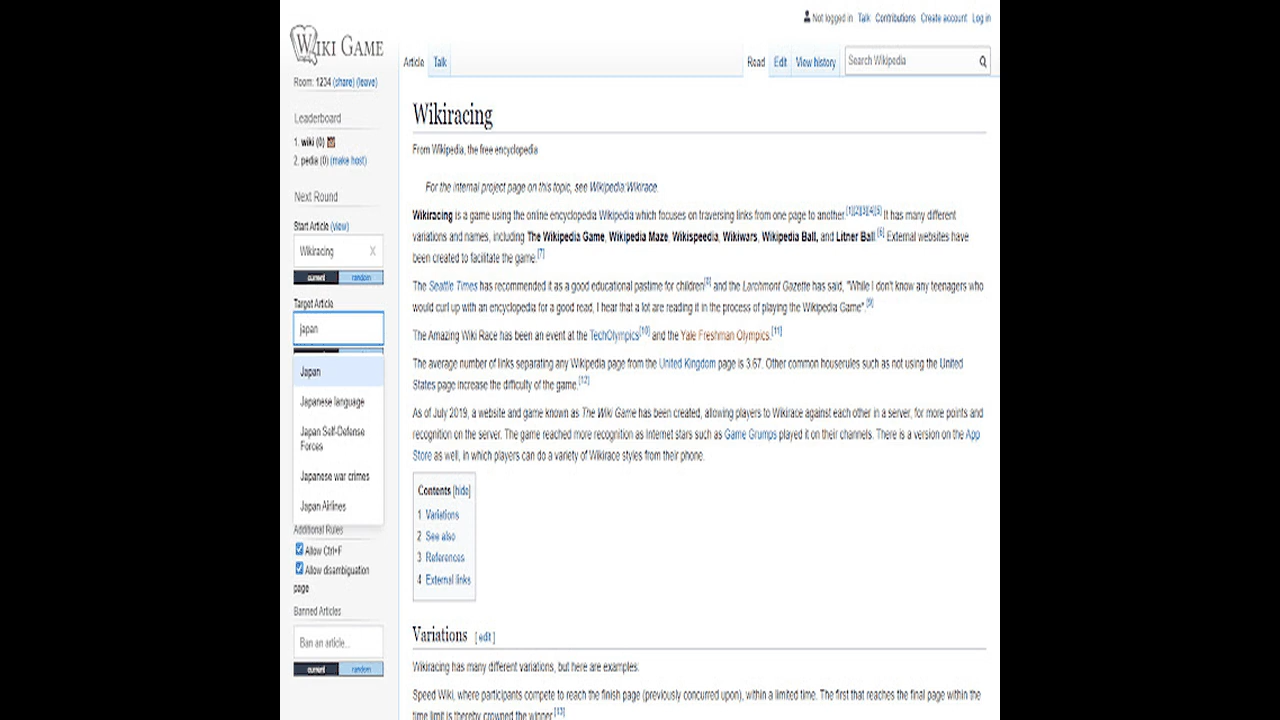 Not logged in Talk Contributions Create account Log in
WIKI GAME
Article Talk
Read Edit View history
Search Wikipedia
Room: 1234 (share) (leave)
Leaderboard
1. wiki (0)
2. pedia (0) (make host)
Next Round
Start Article (view)
Wikiracing X
current random
Target Article
japan
Japan
Japanese language
Japan Self-Defense
Forces
Japanese war crimes
Japan Airlines
Additional Rules
Allow Ctrl+F
Allow disambiguation
page
Banned Articles
Ban an article...
current random
Wikiracing
From Wikipedia, the free encyclopedia
For the internal project page on this topic, see Wikipedia:Wikirace.
Wikiracing is a game using the online encyclopedia Wikipedia which focuses on traversing links from one page to another.[1][2][3][4][5] It has many different
variations and names, including The Wikipedia Game, Wikipedia Maze, Wikispeedia, Wikiwars, Wikipedia Ball, and Litner Ball.[6] External websites have
been created to facilitate the game.[7]
The Seattle Times has recommended it as a good educational pastime for children[8] and the Larchmont Gazette has said, "While I don't know any teenagers who
would curl up with an encyclopedia for a good read, I hear that a lot are reading it in the process of playing the Wikipedia Game".[9]
The Amazing Wiki Race has been an event at the TechOlympics[10] and the Yale Freshman Olympics.[11]
The average number of links separating any Wikipedia page from the United Kingdom page is 3.67. Other common houserules such as not using the United
States page increase the difficulty of the game.[12]
As of July 2019, a website and game known as The Wiki Game has been created, allowing players to Wikirace against each other in a server, for more points and
recognition on the server. The game reached more recognition as Internet stars such as Game Grumps played it on their channels. There is a version on the App
Store as well, in which players can do a variety of Wikirace styles from their phone.
Contents [hide]
1 Variations
2 See also
3 References
4 External links
Variations [ edit ]
Wikiracing has many different variations, but here are examples:
Speed Wiki, where participants compete to reach the finish page (previously concurred upon), within a limited time. The first that reaches the final page within the
time limit is thereby crowned the winner.[13]